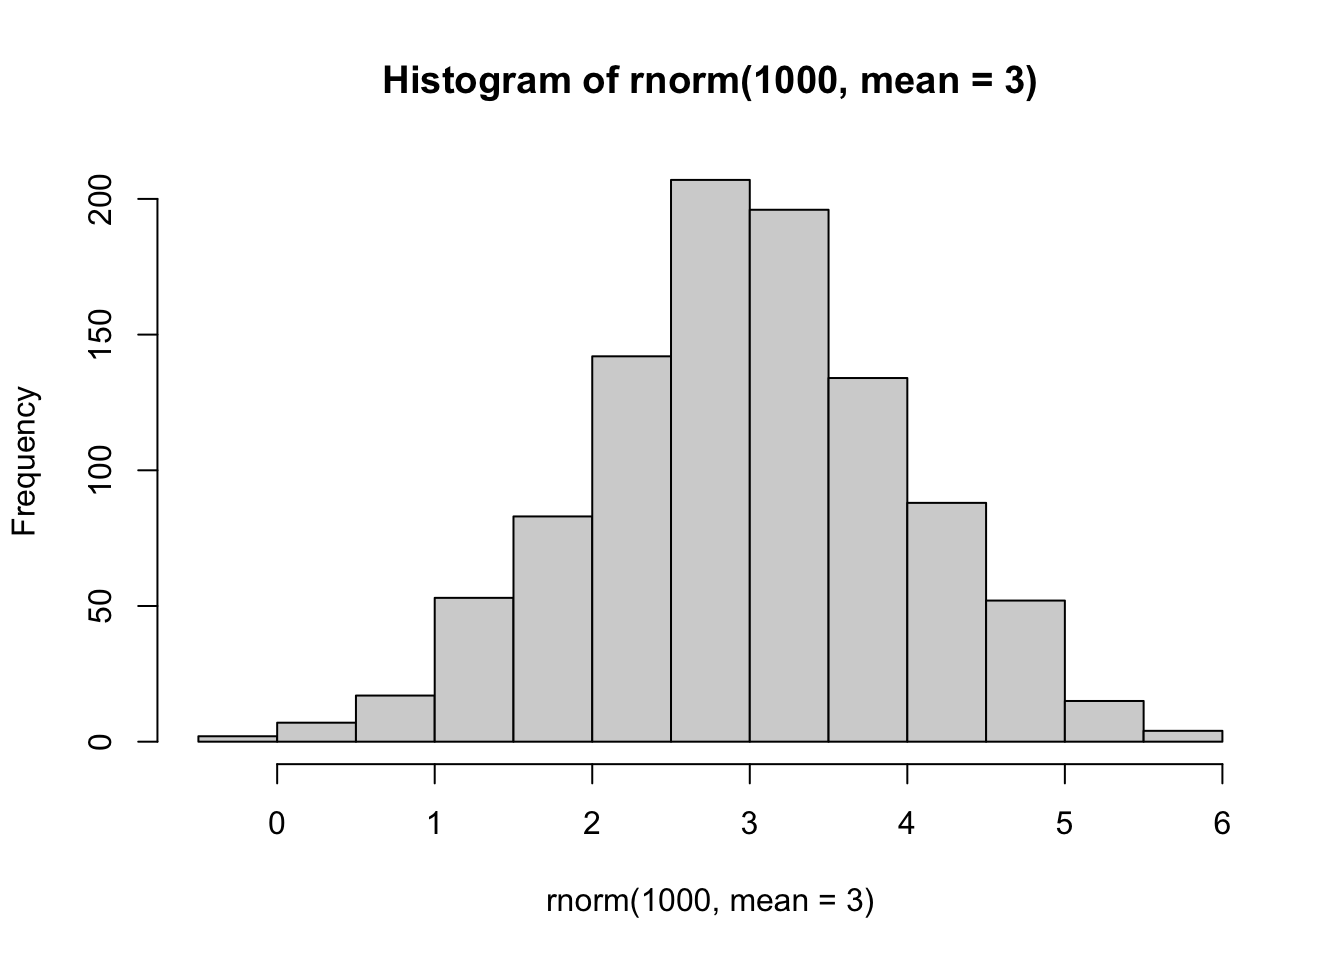 Histogram of rnorm(1000, mean = 3)
Frequency
200
150
100
50
0
0 1 2 3 4 5 6
rnorm(1000, mean = 3)